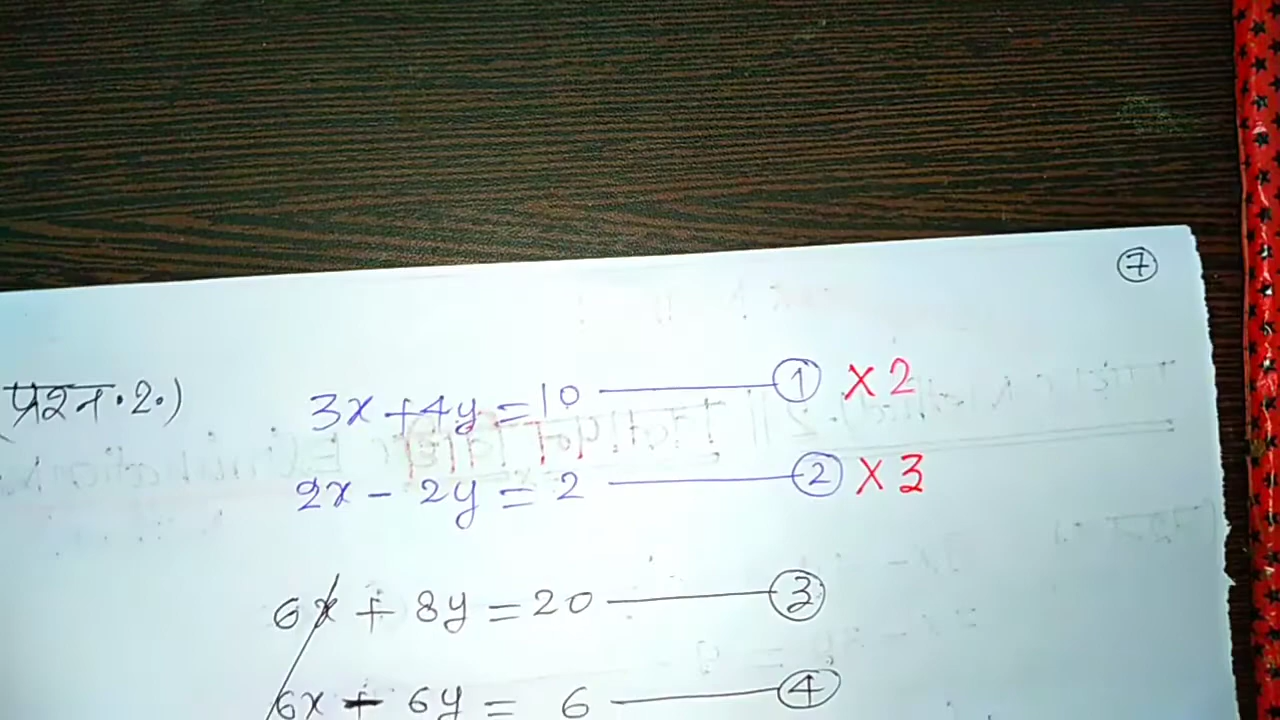 7
(प्रश्न.2.) 3x + 4y = 10 ——— 1 × 2
2x - 2y = 2 ——— 2 × 3
6x + 8y = 20 ——— 3
6x - 6y = 6 ——— 4